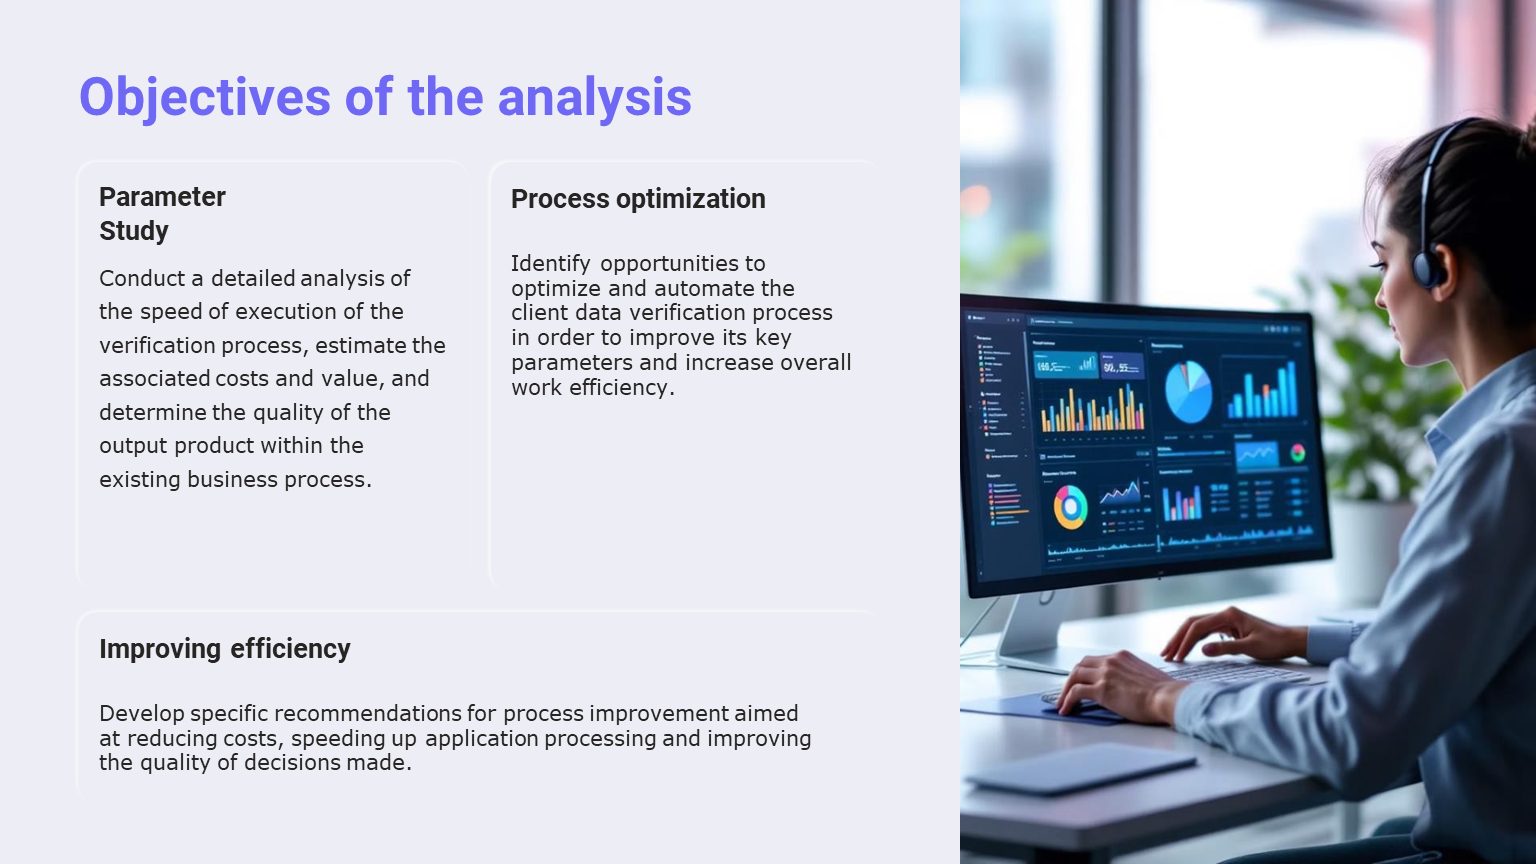 Objectives of the analysis
Parameter
Study
Conduct a detailed analysis of
the speed of execution of the
verification process, estimate the
associated costs and value, and
determine the quality of the
output product within the
existing business process.
Process optimization
Identify opportunities to
optimize and automate the
client data verification process
in order to improve its key
parameters and increase overall
work efficiency.
Improving efficiency
Develop specific recommendations for process improvement aimed
at reducing costs, speeding up application processing and improving
the quality of decisions made.